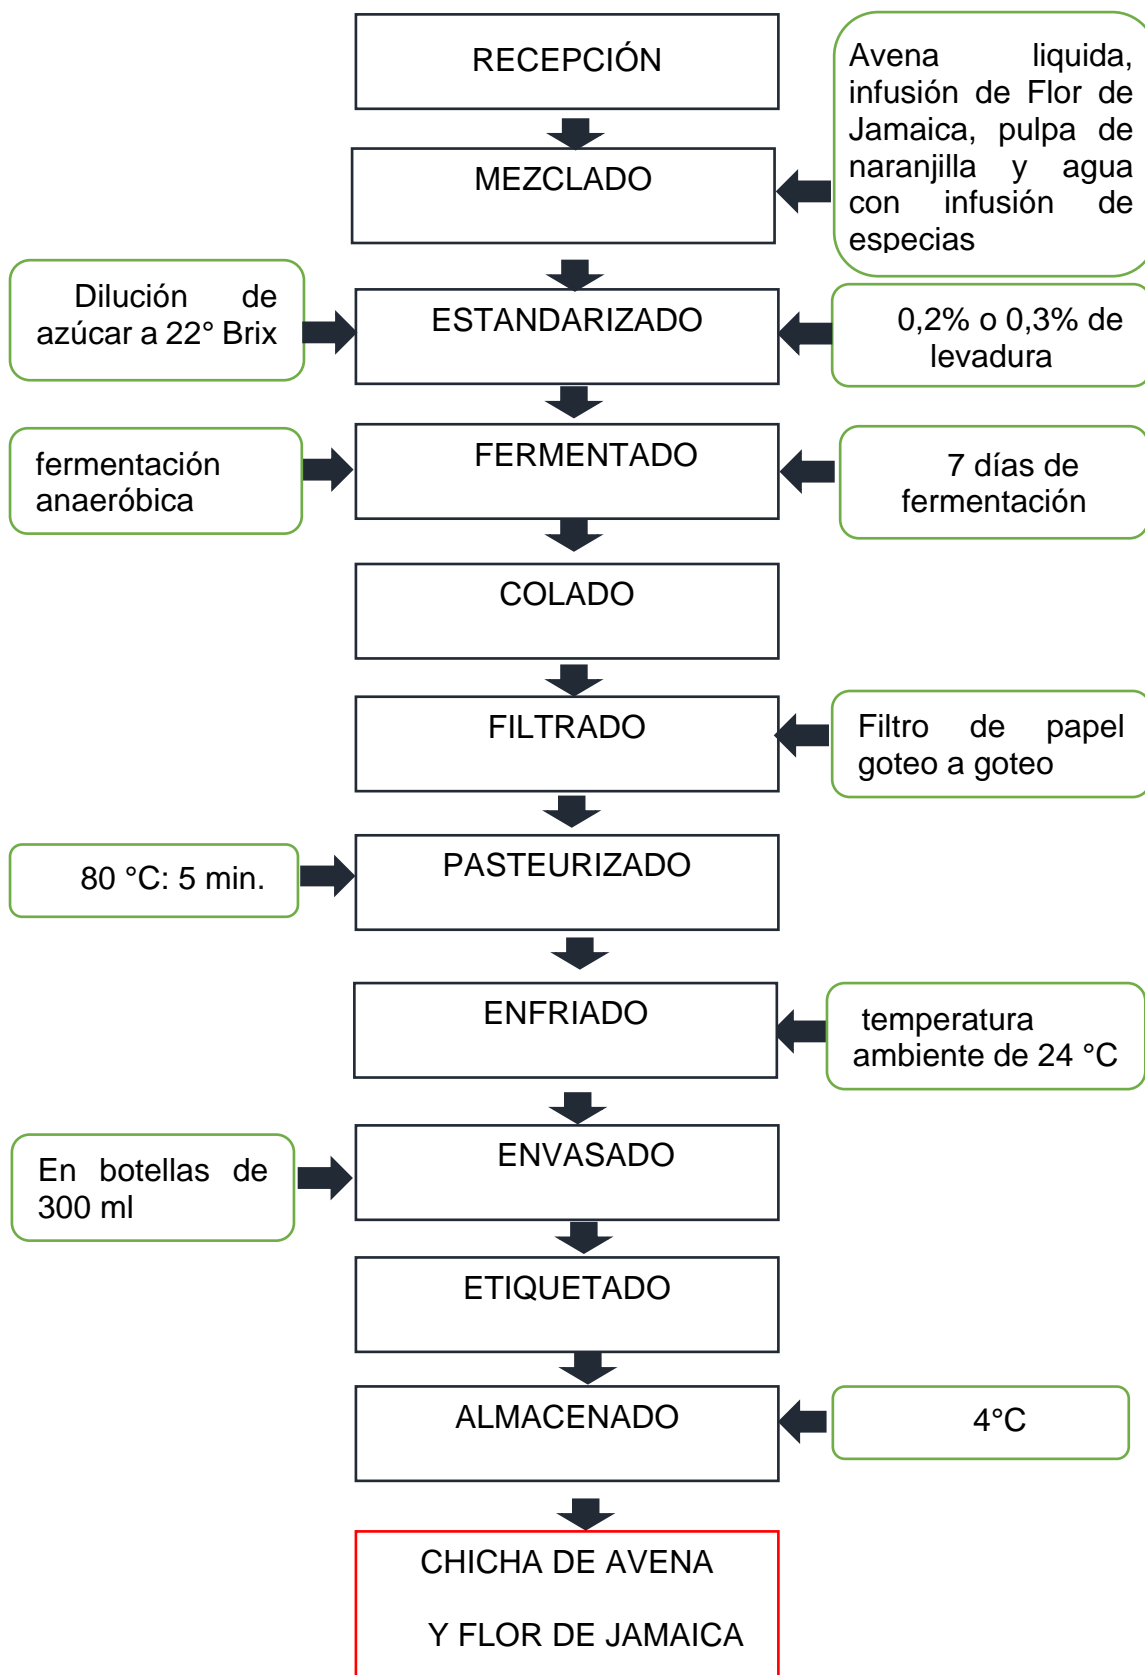 RECEPCIÓN
Avena liquida,
infusión de Flor de
Jamaica, pulpa de
naranjilla y agua
con infusión de
especias
MEZCLADO
Dilución de
azúcar a 22° Brix
ESTANDARIZADO
0,2% o 0,3% de
levadura
fermentación
anaeróbica
FERMENTADO
7 días de
fermentación
COLADO
FILTRADO
Filtro de papel
goteo a goteo
80 °C: 5 min.
PASTEURIZADO
ENFRIADO
temperatura
ambiente de 24 °C
En botellas de
300 ml
ENVASADO
ETIQUETADO
ALMACENADO
4°C
CHICHA DE AVENA
Y FLOR DE JAMAICA